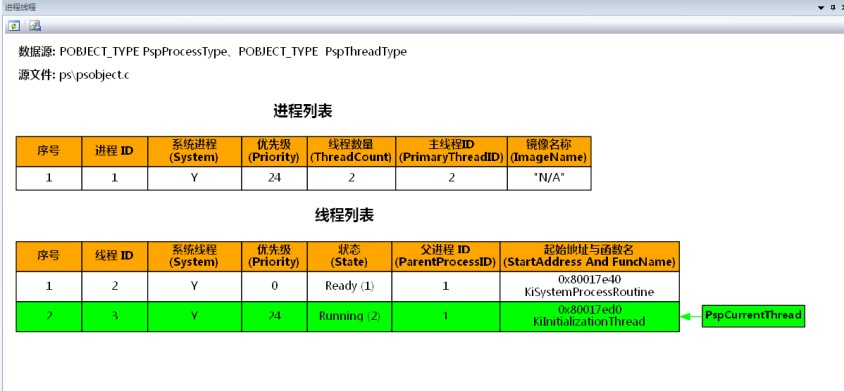 进程线程
数据源: POBJECT_TYPE PspProcessType、POBJECT_TYPE PspThreadType
源文件: ps\psobject.c
进程列表
序号 进程 ID 系统进程 (System) 优先级 (Priority) 线程数量 (ThreadCount) 主线程ID (PrimaryThreadID) 镜像名称 (ImageName)
1 1 Y 24 2 2 "N/A"
线程列表
序号 线程 ID 系统线程 (System) 优先级 (Priority) 状态 (State) 父进程 ID (ParentProcessID) 起始地址与函数名 (StartAddress And FuncName)
1 2 Y 0 Ready (1) 1 0x80017e40 KiSystemProcessRoutine
2 3 Y 24 Running (2) 1 0x80017ed0 KiInitializationThread
PspCurrentThread